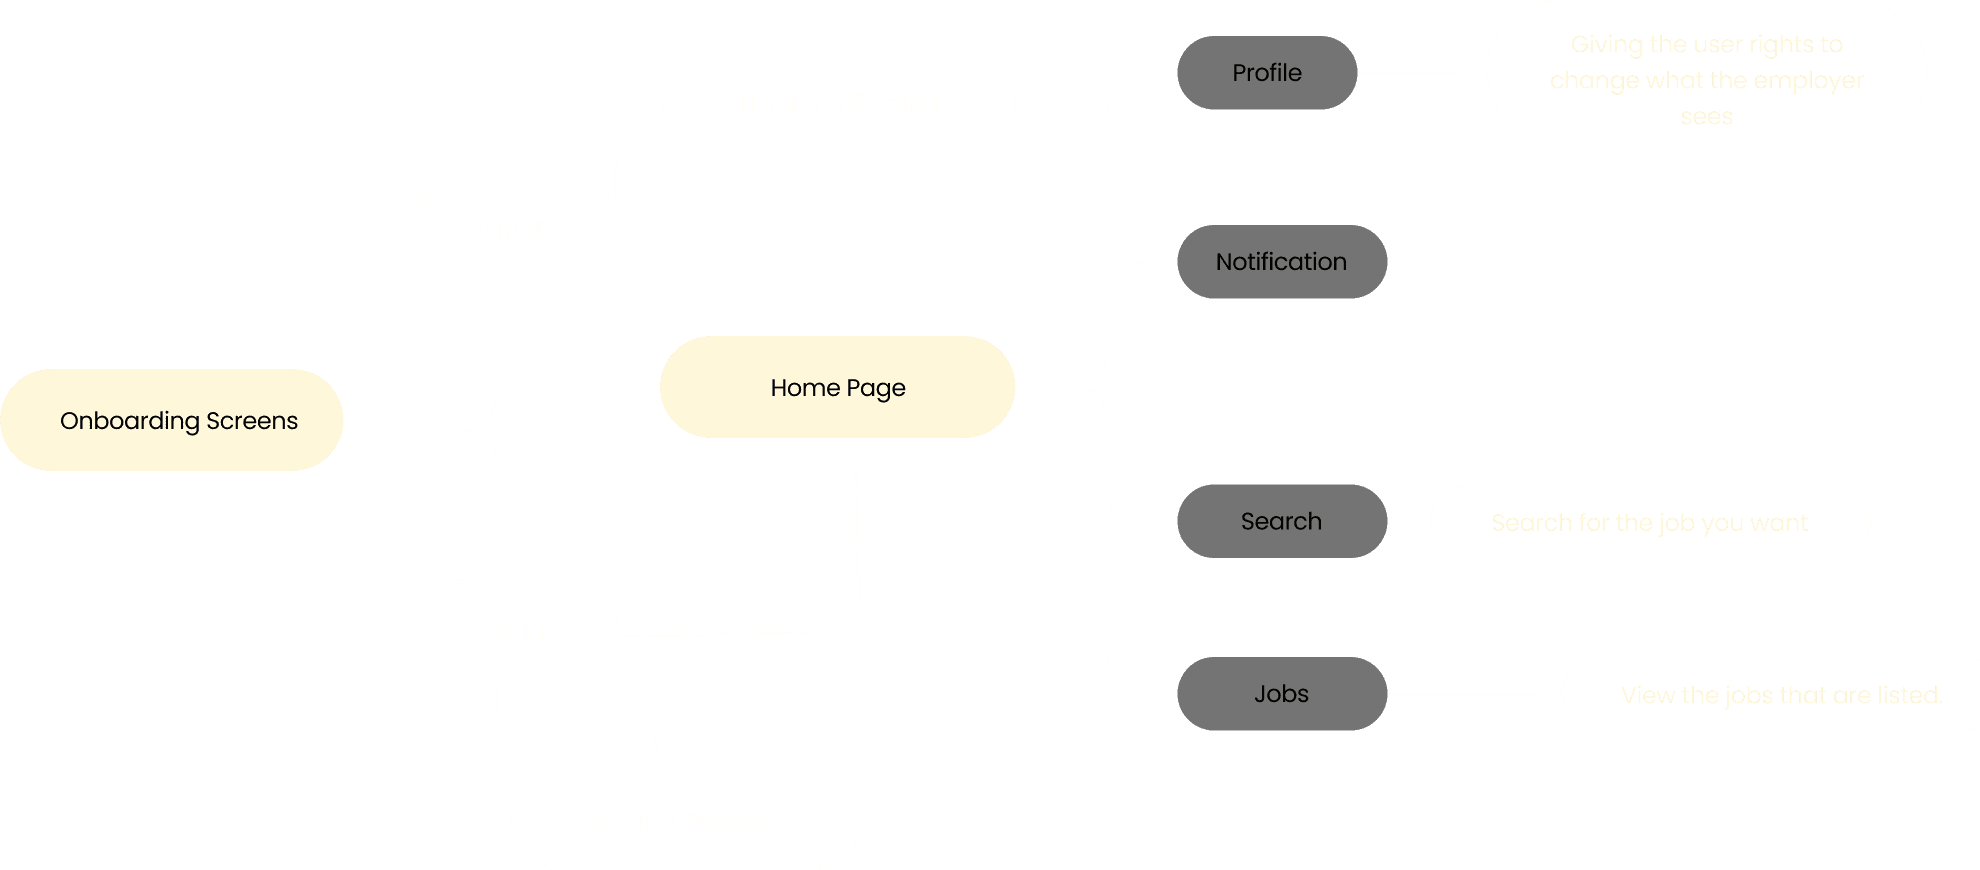 Profile
Giving the user rights to
change what the employer
sees
Notification
Home Page
Onboarding Screens
Search
Search for the job you want
Jobs
View the jobs that are listed.